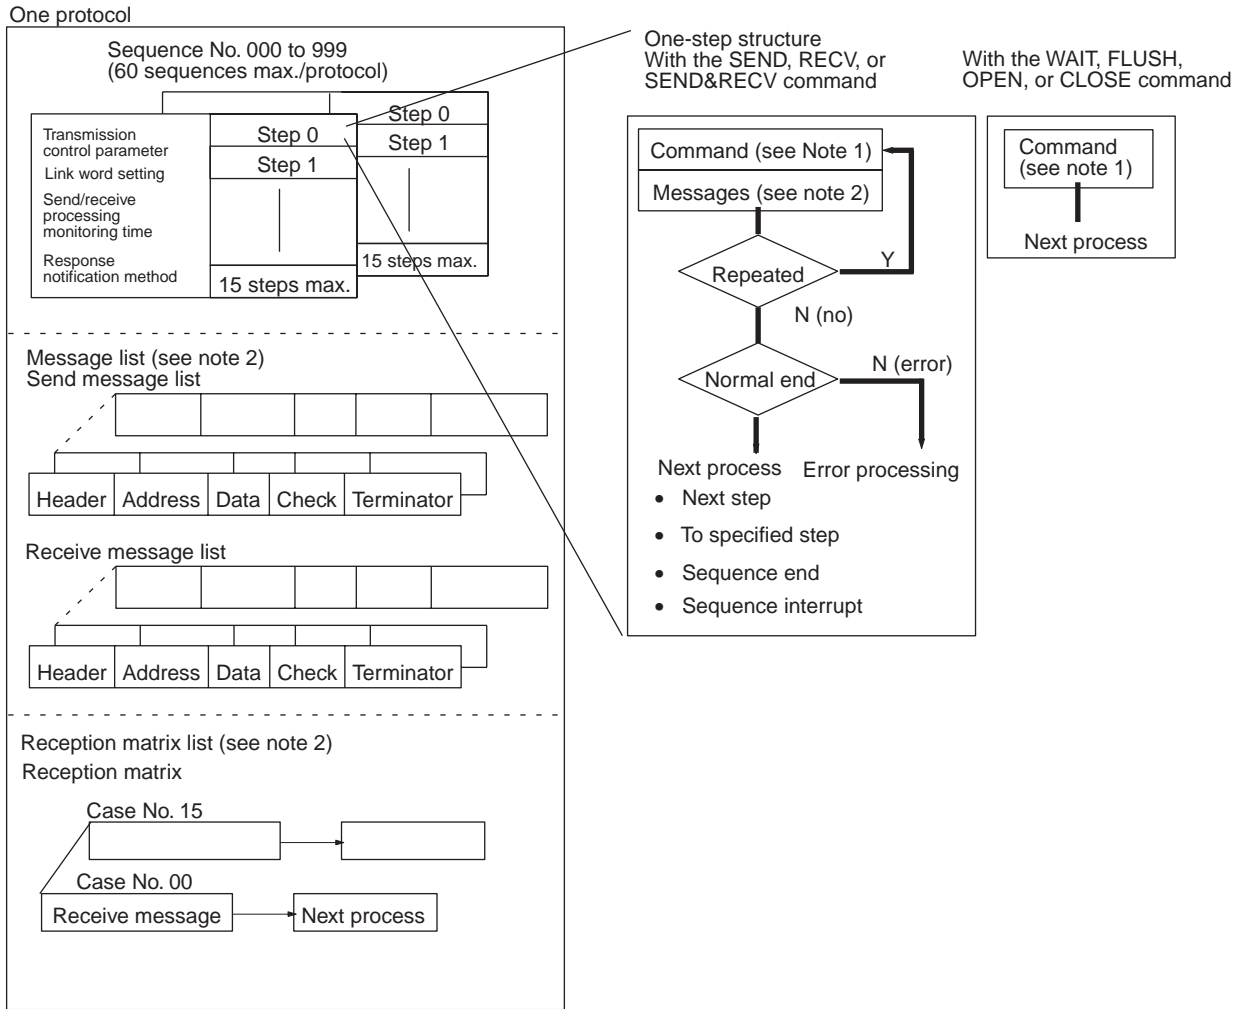 One protocol
Sequence No. 000 to 999
(60 sequences max./protocol)
Transmission
control parameter
Link word setting
Send/receive
processing
monitoring time
Response
notification method
Step 0
Step 1
15 steps max.
Step 0
Step 1
15 steps max.
Message list (see note 2)
Send message list
Header
Address
Data
Check
Terminator
Receive message list
Header
Address
Data
Check
Terminator
Reception matrix list (see note 2)
Reception matrix
Case No. 15
Case No. 00
Receive message
Next process
One-step structure
With the SEND, RECV, or
SEND&RECV command
Command (see Note 1)
Messages (see note 2)
Repeated
Y
N (no)
Normal end
N (error)
Next process
Error processing
• Next step
• To specified step
• Sequence end
• Sequence interrupt
With the WAIT, FLUSH,
OPEN, or CLOSE command
Command
(see note 1)
Next process